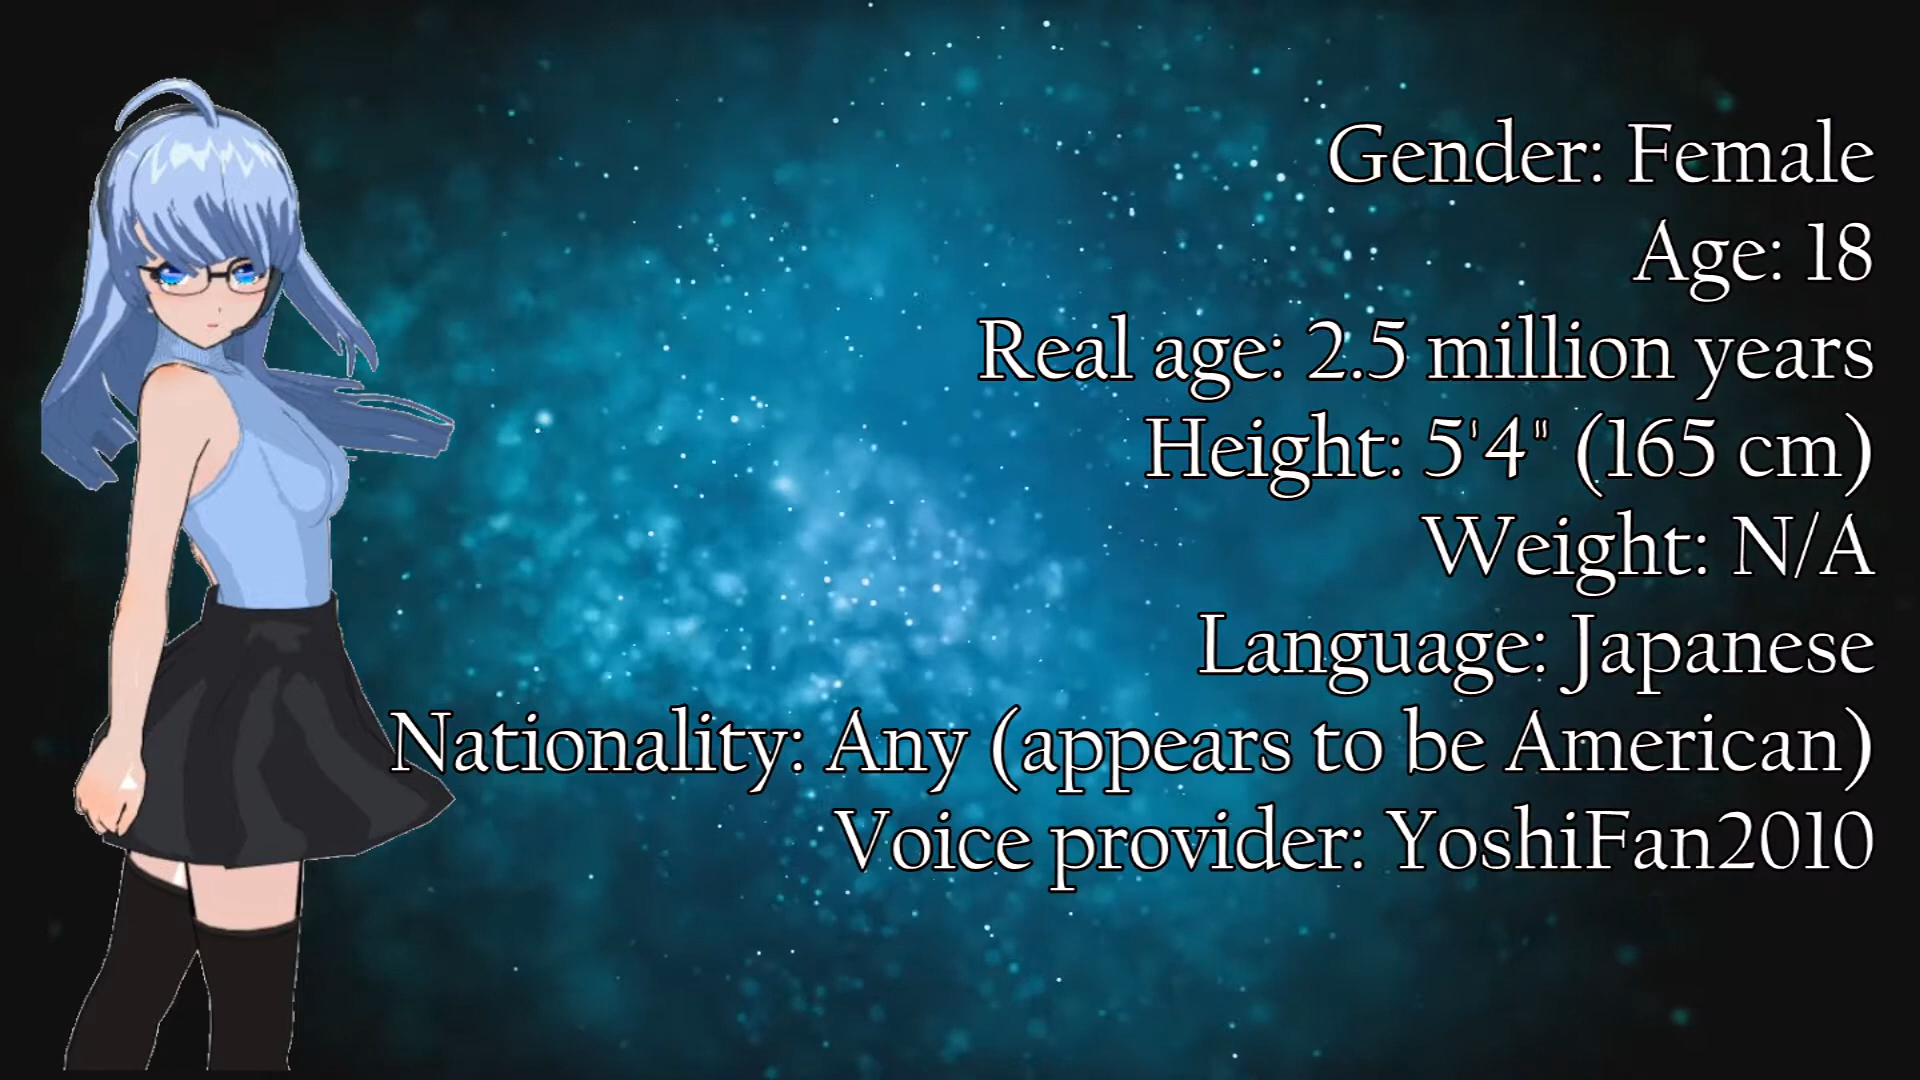 Gender: Female
Age: 18
Real age: 2.5 million years
Height: 5'4" (165 cm)
Weight: N/A
Language: Japanese
Nationality: Any (appears to be American)
Voice provider: YoshiFan2010